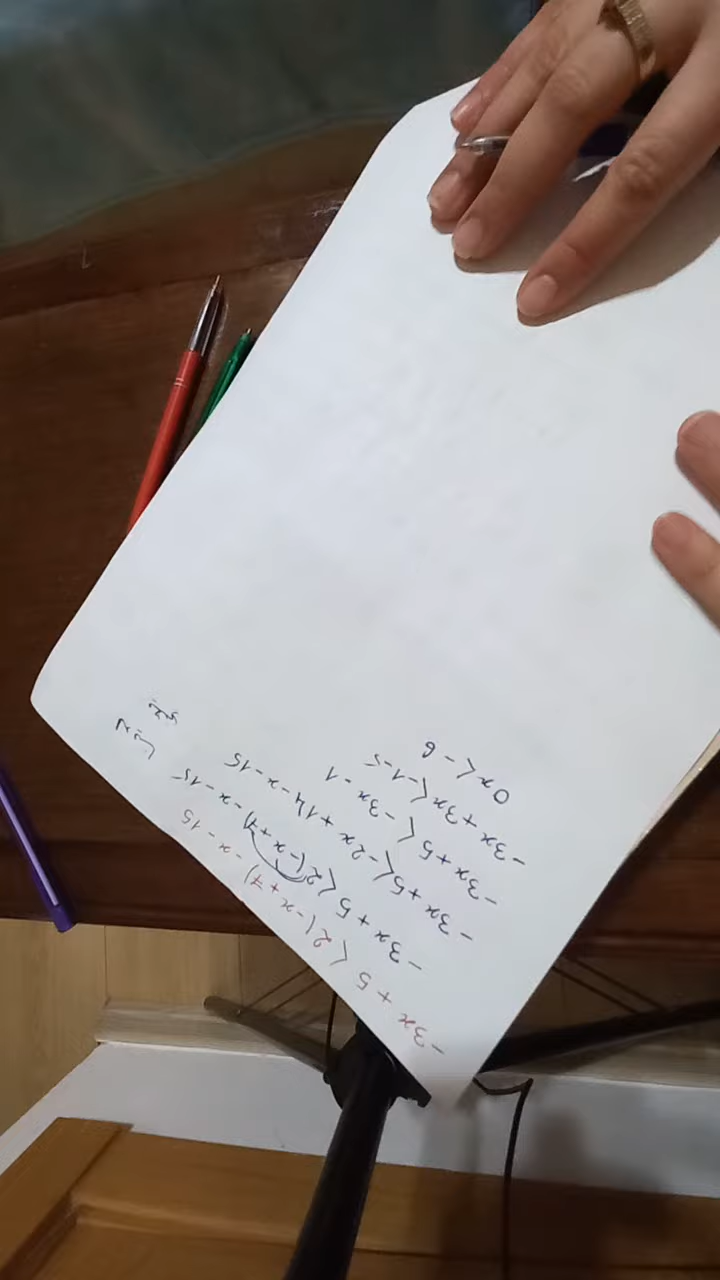 -3x + 5 < 2(-x+7) - x - 15
-3x + 5 < 2(-x+7) - x - 15
-3x + 5 < -2x + 14 - x - 15
-3x + 5 < -3x - 1
-3x + 3x < -1 - 5
0x < -6